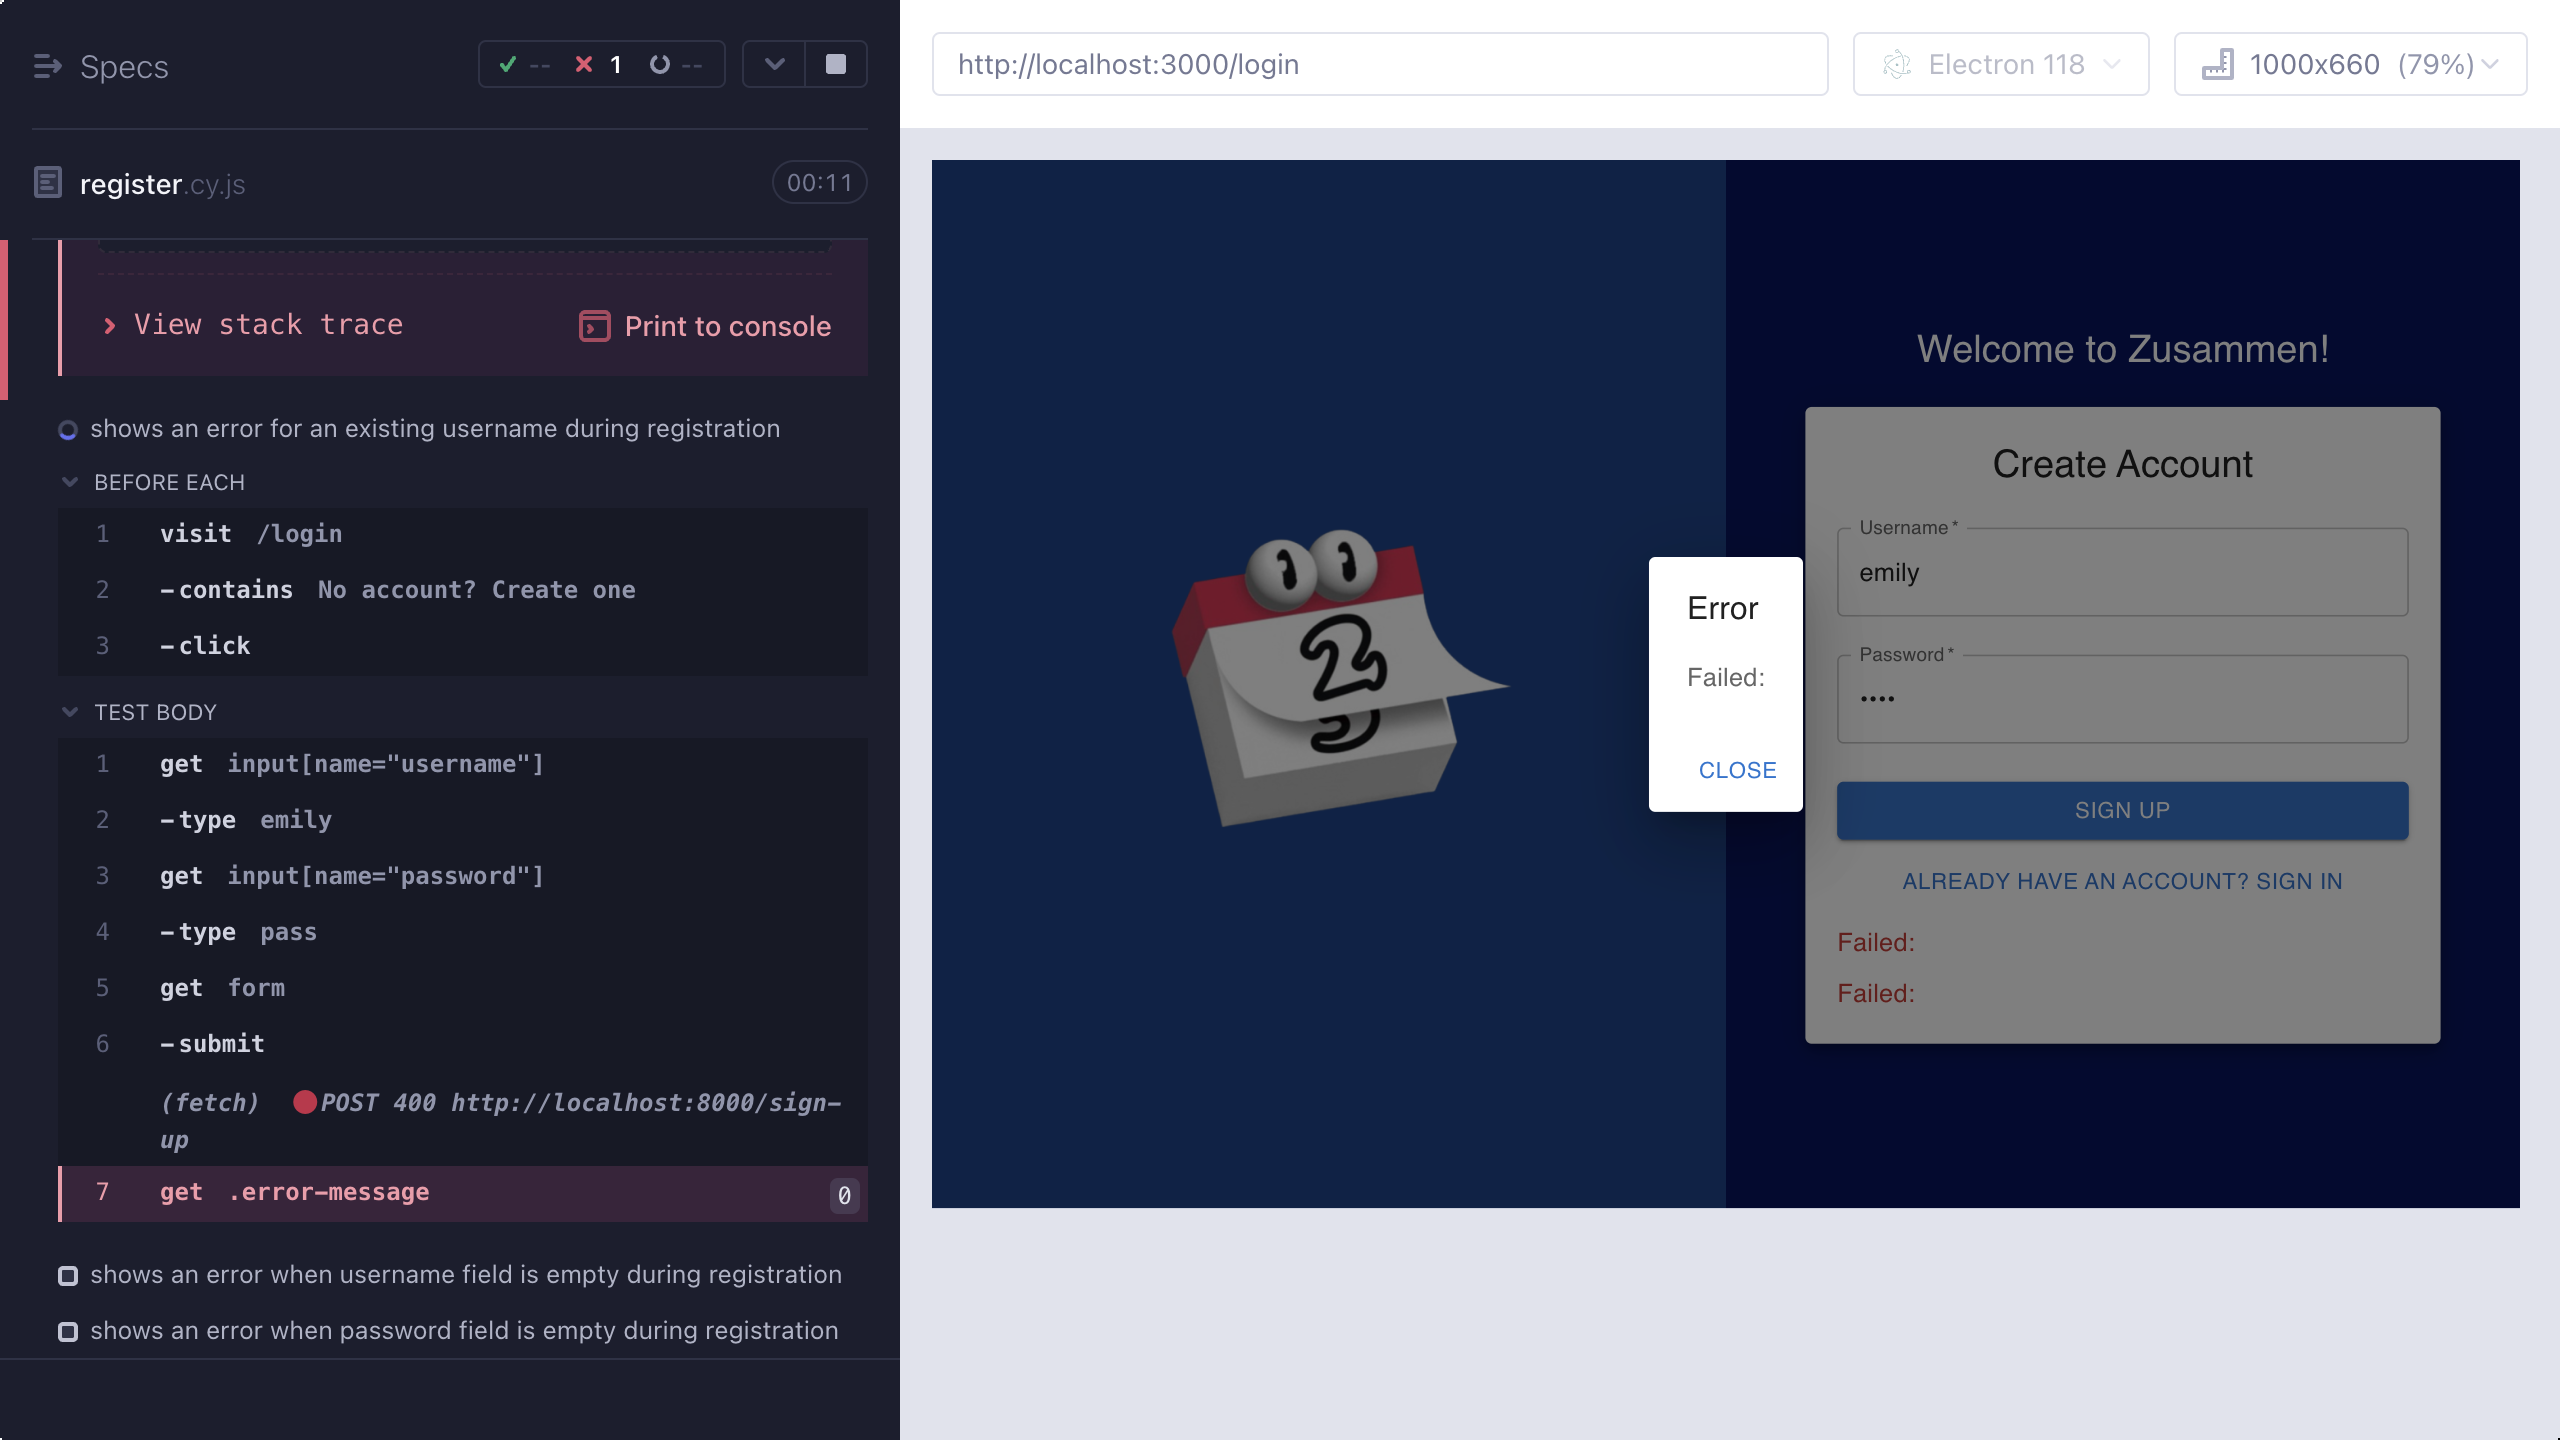 Specs
-- 1 --
register.cy.js
00:11
View stack trace
Print to console
shows an error for an existing username during registration
BEFORE EACH
1 visit /login
2 -contains No account? Create one
3 -click
TEST BODY
1 get input[name="username"]
2 -type emily
3 get input[name="password"]
4 -type pass
5 get form
6 -submit
(fetch) POST 400 http://localhost:8000/sign-
up
7 get .error-message 0
shows an error when username field is empty during registration
shows an error when password field is empty during registration
http://localhost:3000/login
Electron 118
1000x660 (79%)
2
3
Welcome to Zusammen!
Create Account
Username *
emily
Password *
••••
SIGN UP
ALREADY HAVE AN ACCOUNT? SIGN IN
Failed:
Failed:
Error
Failed:
CLOSE